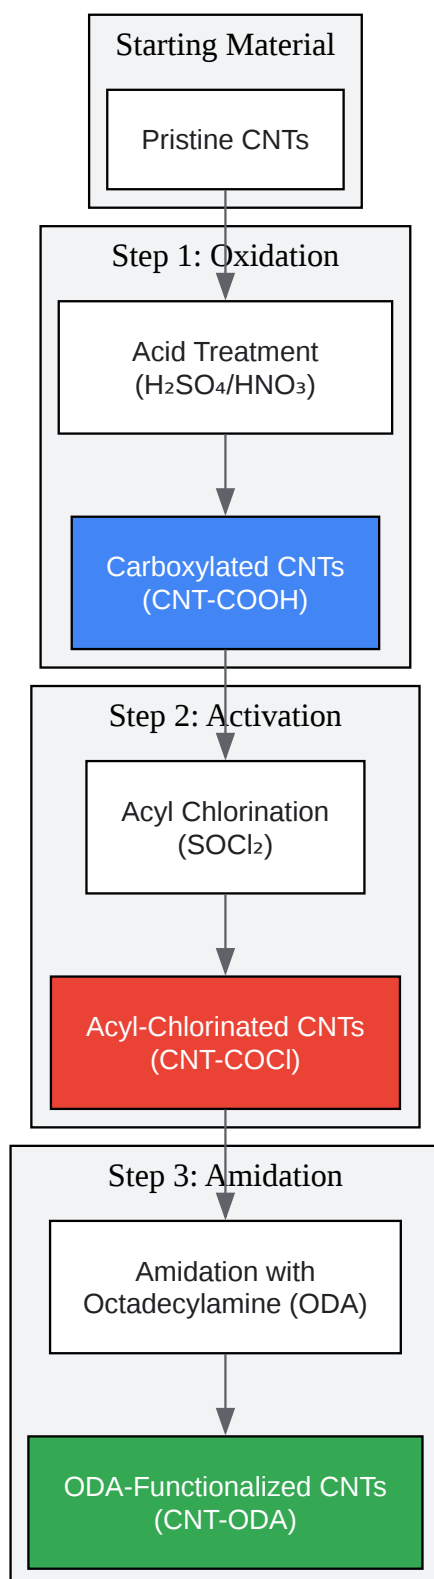 Starting Material
Pristine CNTs
Step 1: Oxidation
Acid Treatment
(H₂SO₄/HNO₃)
Carboxylated CNTs
(CNT-COOH)
Step 2: Activation
Acyl Chlorination
(SOCl₂)
Acyl-Chlorinated CNTs
(CNT-COCl)
Step 3: Amidation
Amidation with
Octadecylamine (ODA)
ODA-Functionalized CNTs
(CNT-ODA)